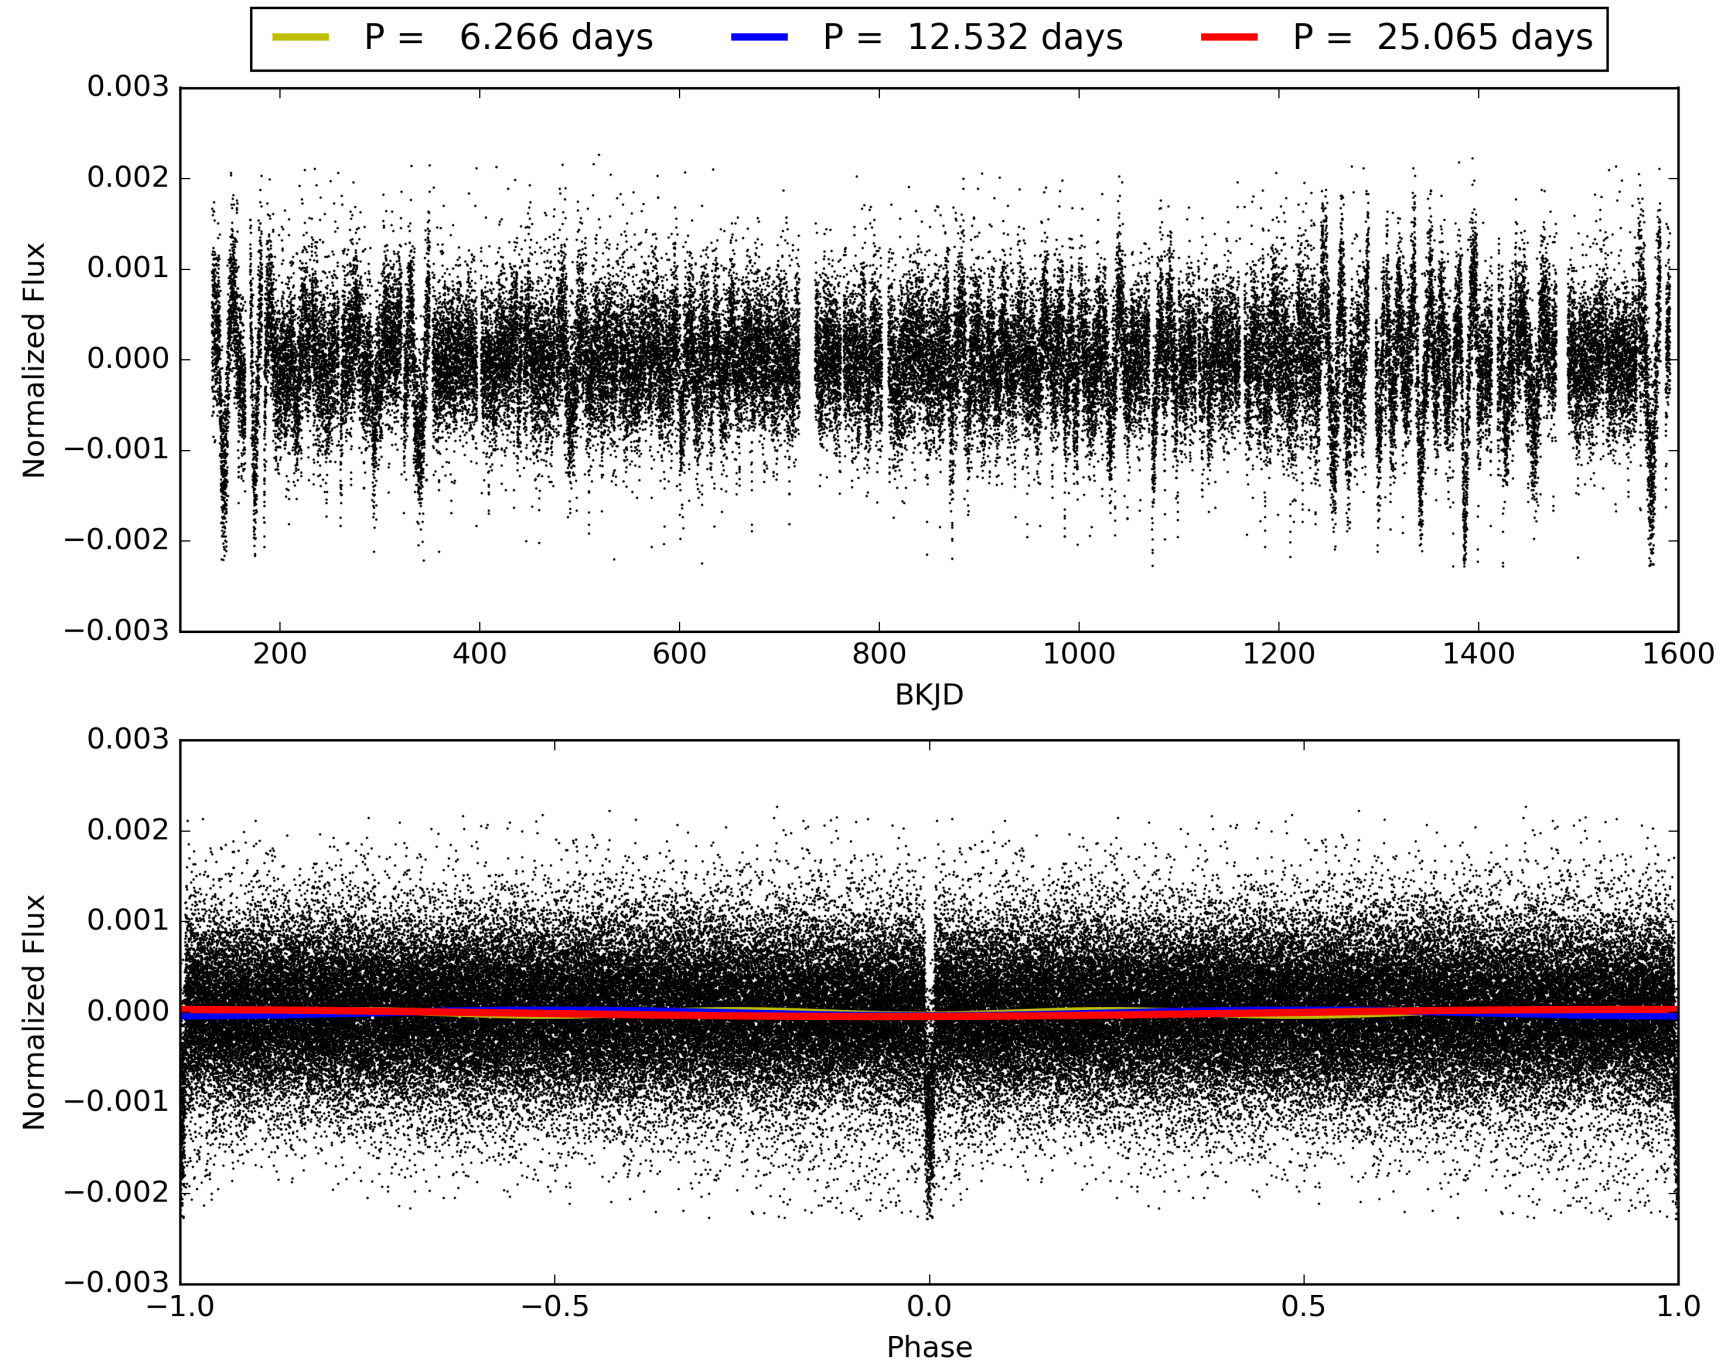 P = 6.266 days P = 12.532 days P = 25.065 days
0.003
0.002
0.001
0.000
−0.001
−0.002
−0.003
Normalized Flux
200 400 600 800 1000 1200 1400 1600
BKJD
0.003
0.002
0.001
0.000
−0.001
−0.002
−0.003
Normalized Flux
−1.0 −0.5 0.0 0.5 1.0
Phase